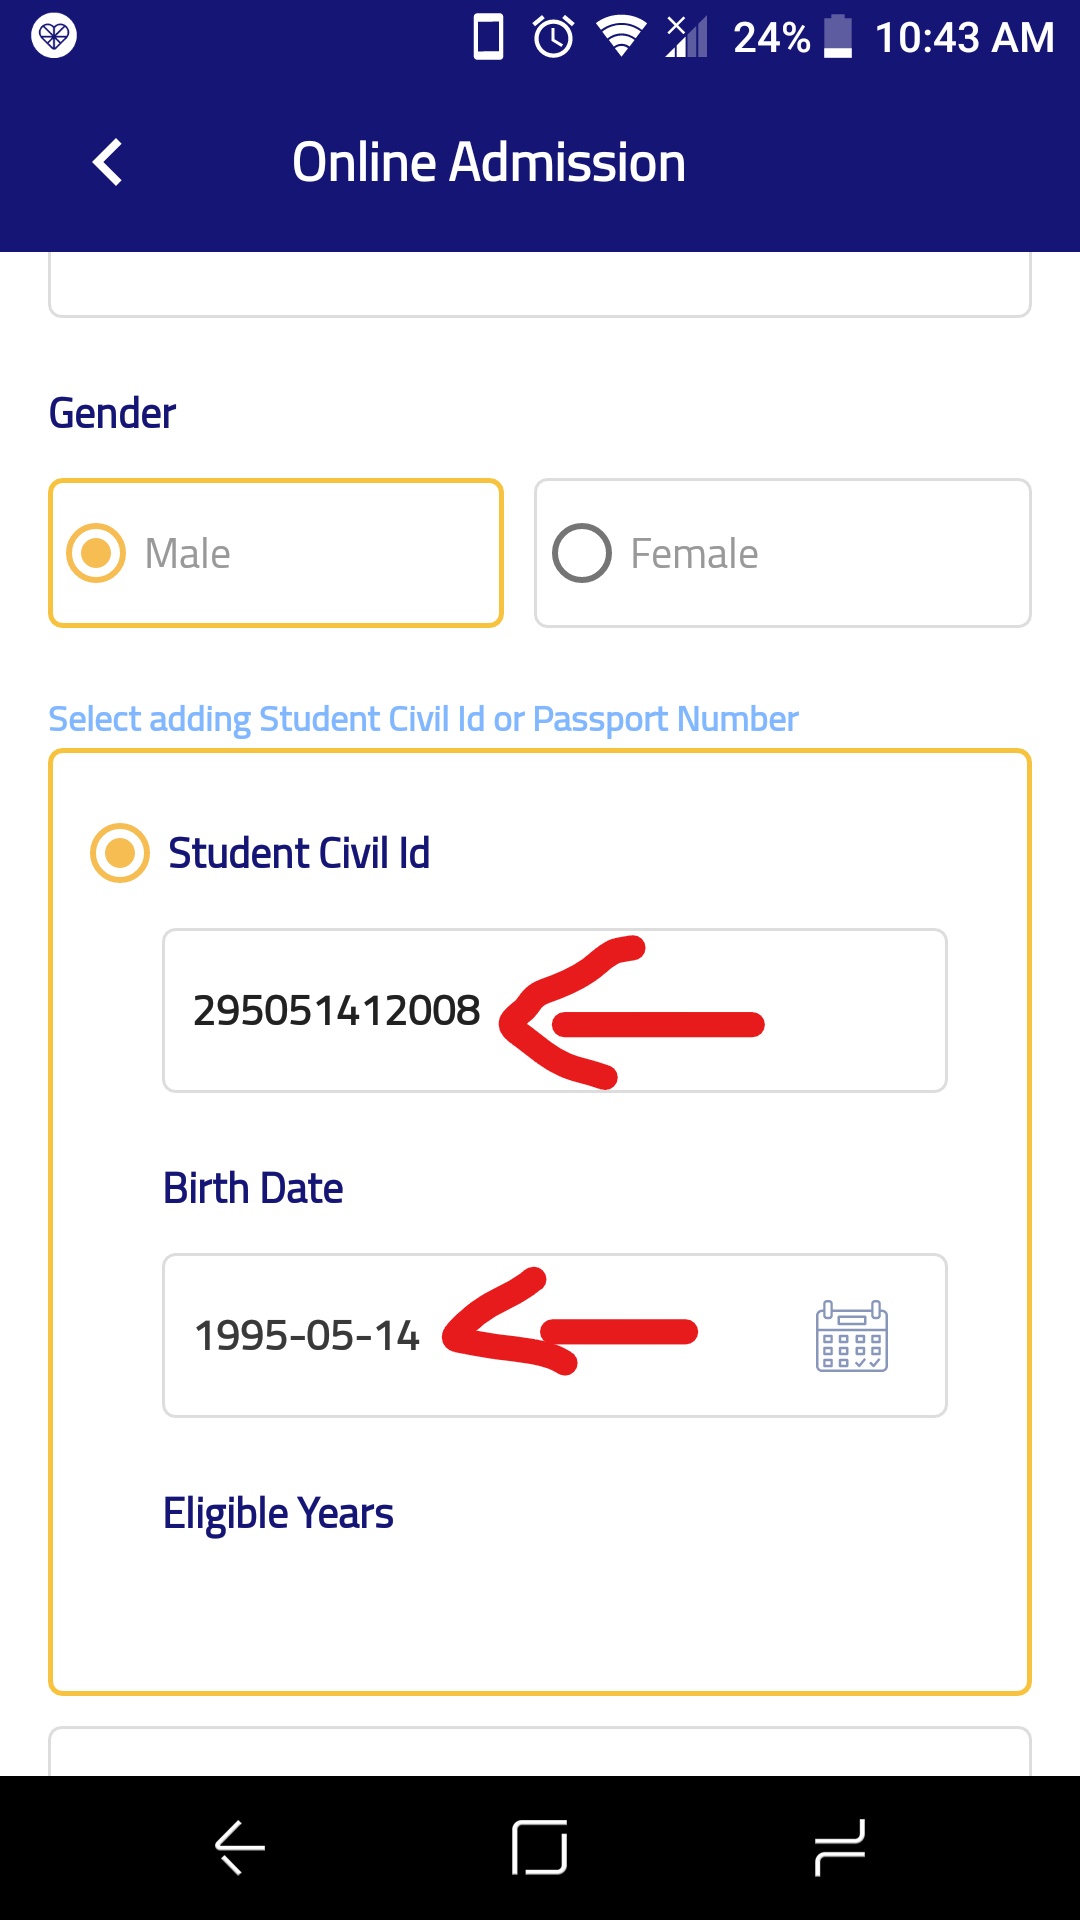 24% 10:43 AM
Online Admission
Gender
Male Female
Select adding Student Civil Id or Passport Number
Student Civil Id
295051412008
Birth Date
1995-05-14
Eligible Years